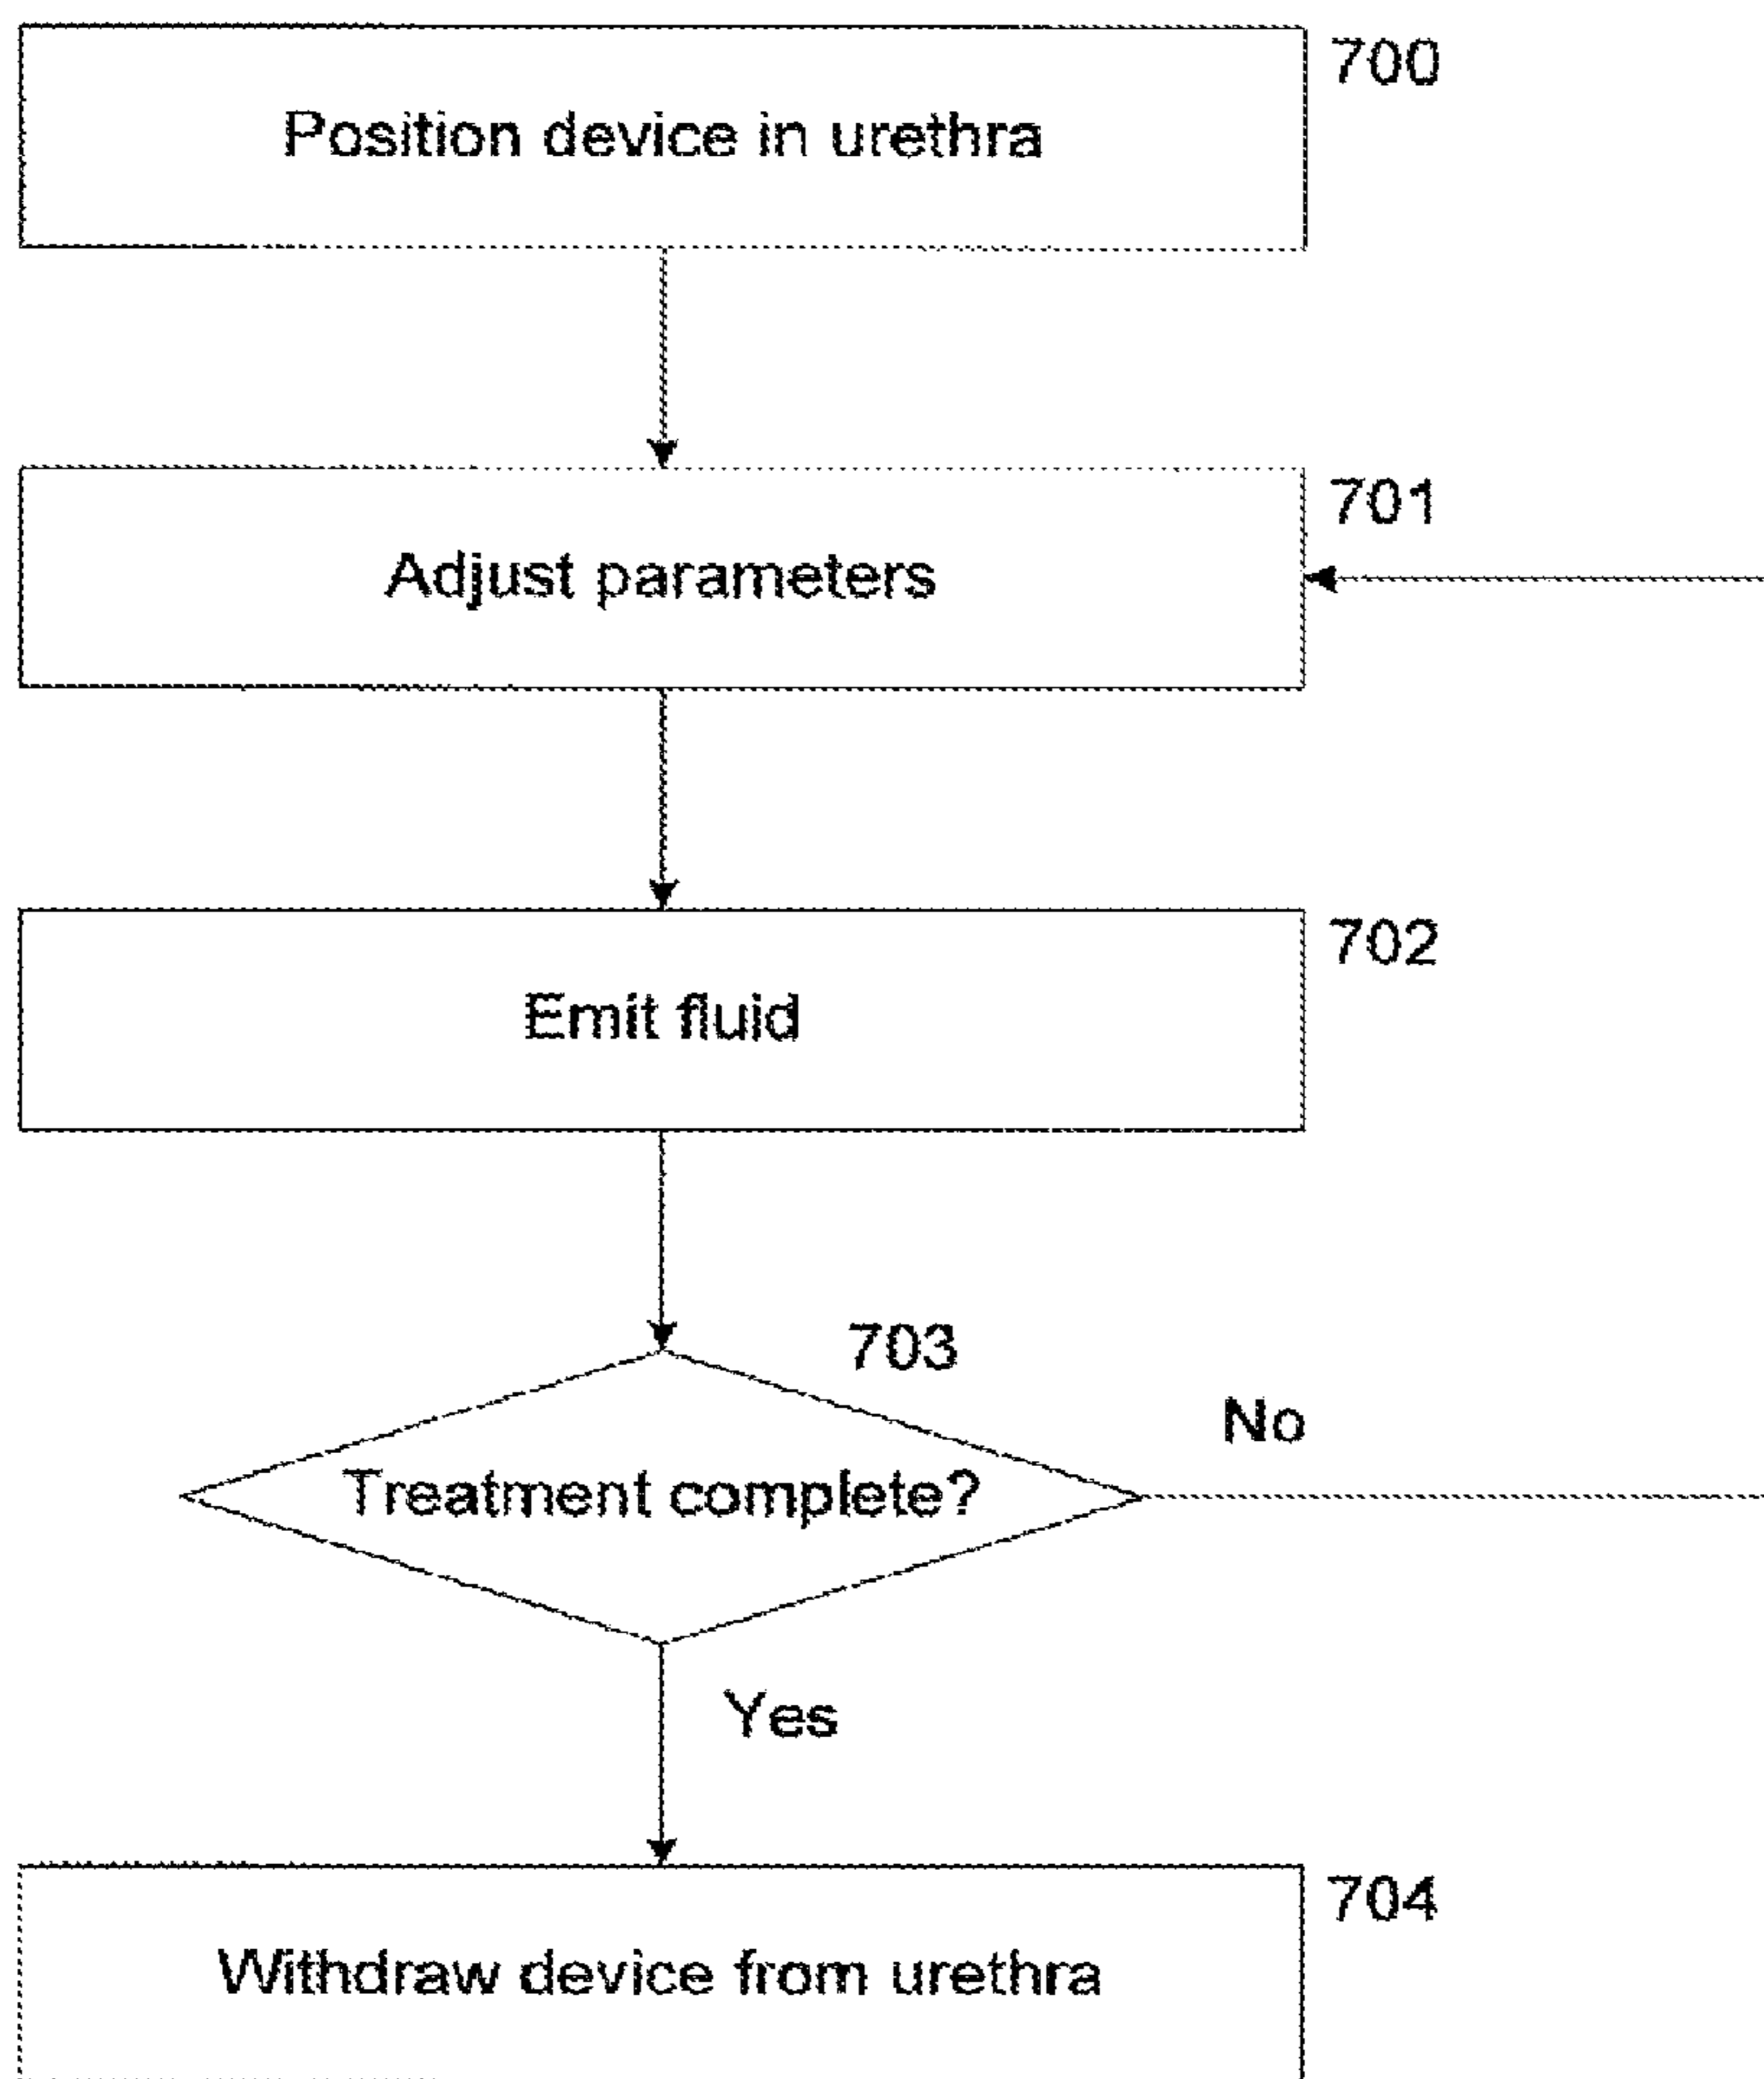 700
Position device in urethra
701
Adjust parameters
702
Emit fluid
703
No
Treatment complete?
Yes
704
Withdraw device from urethra